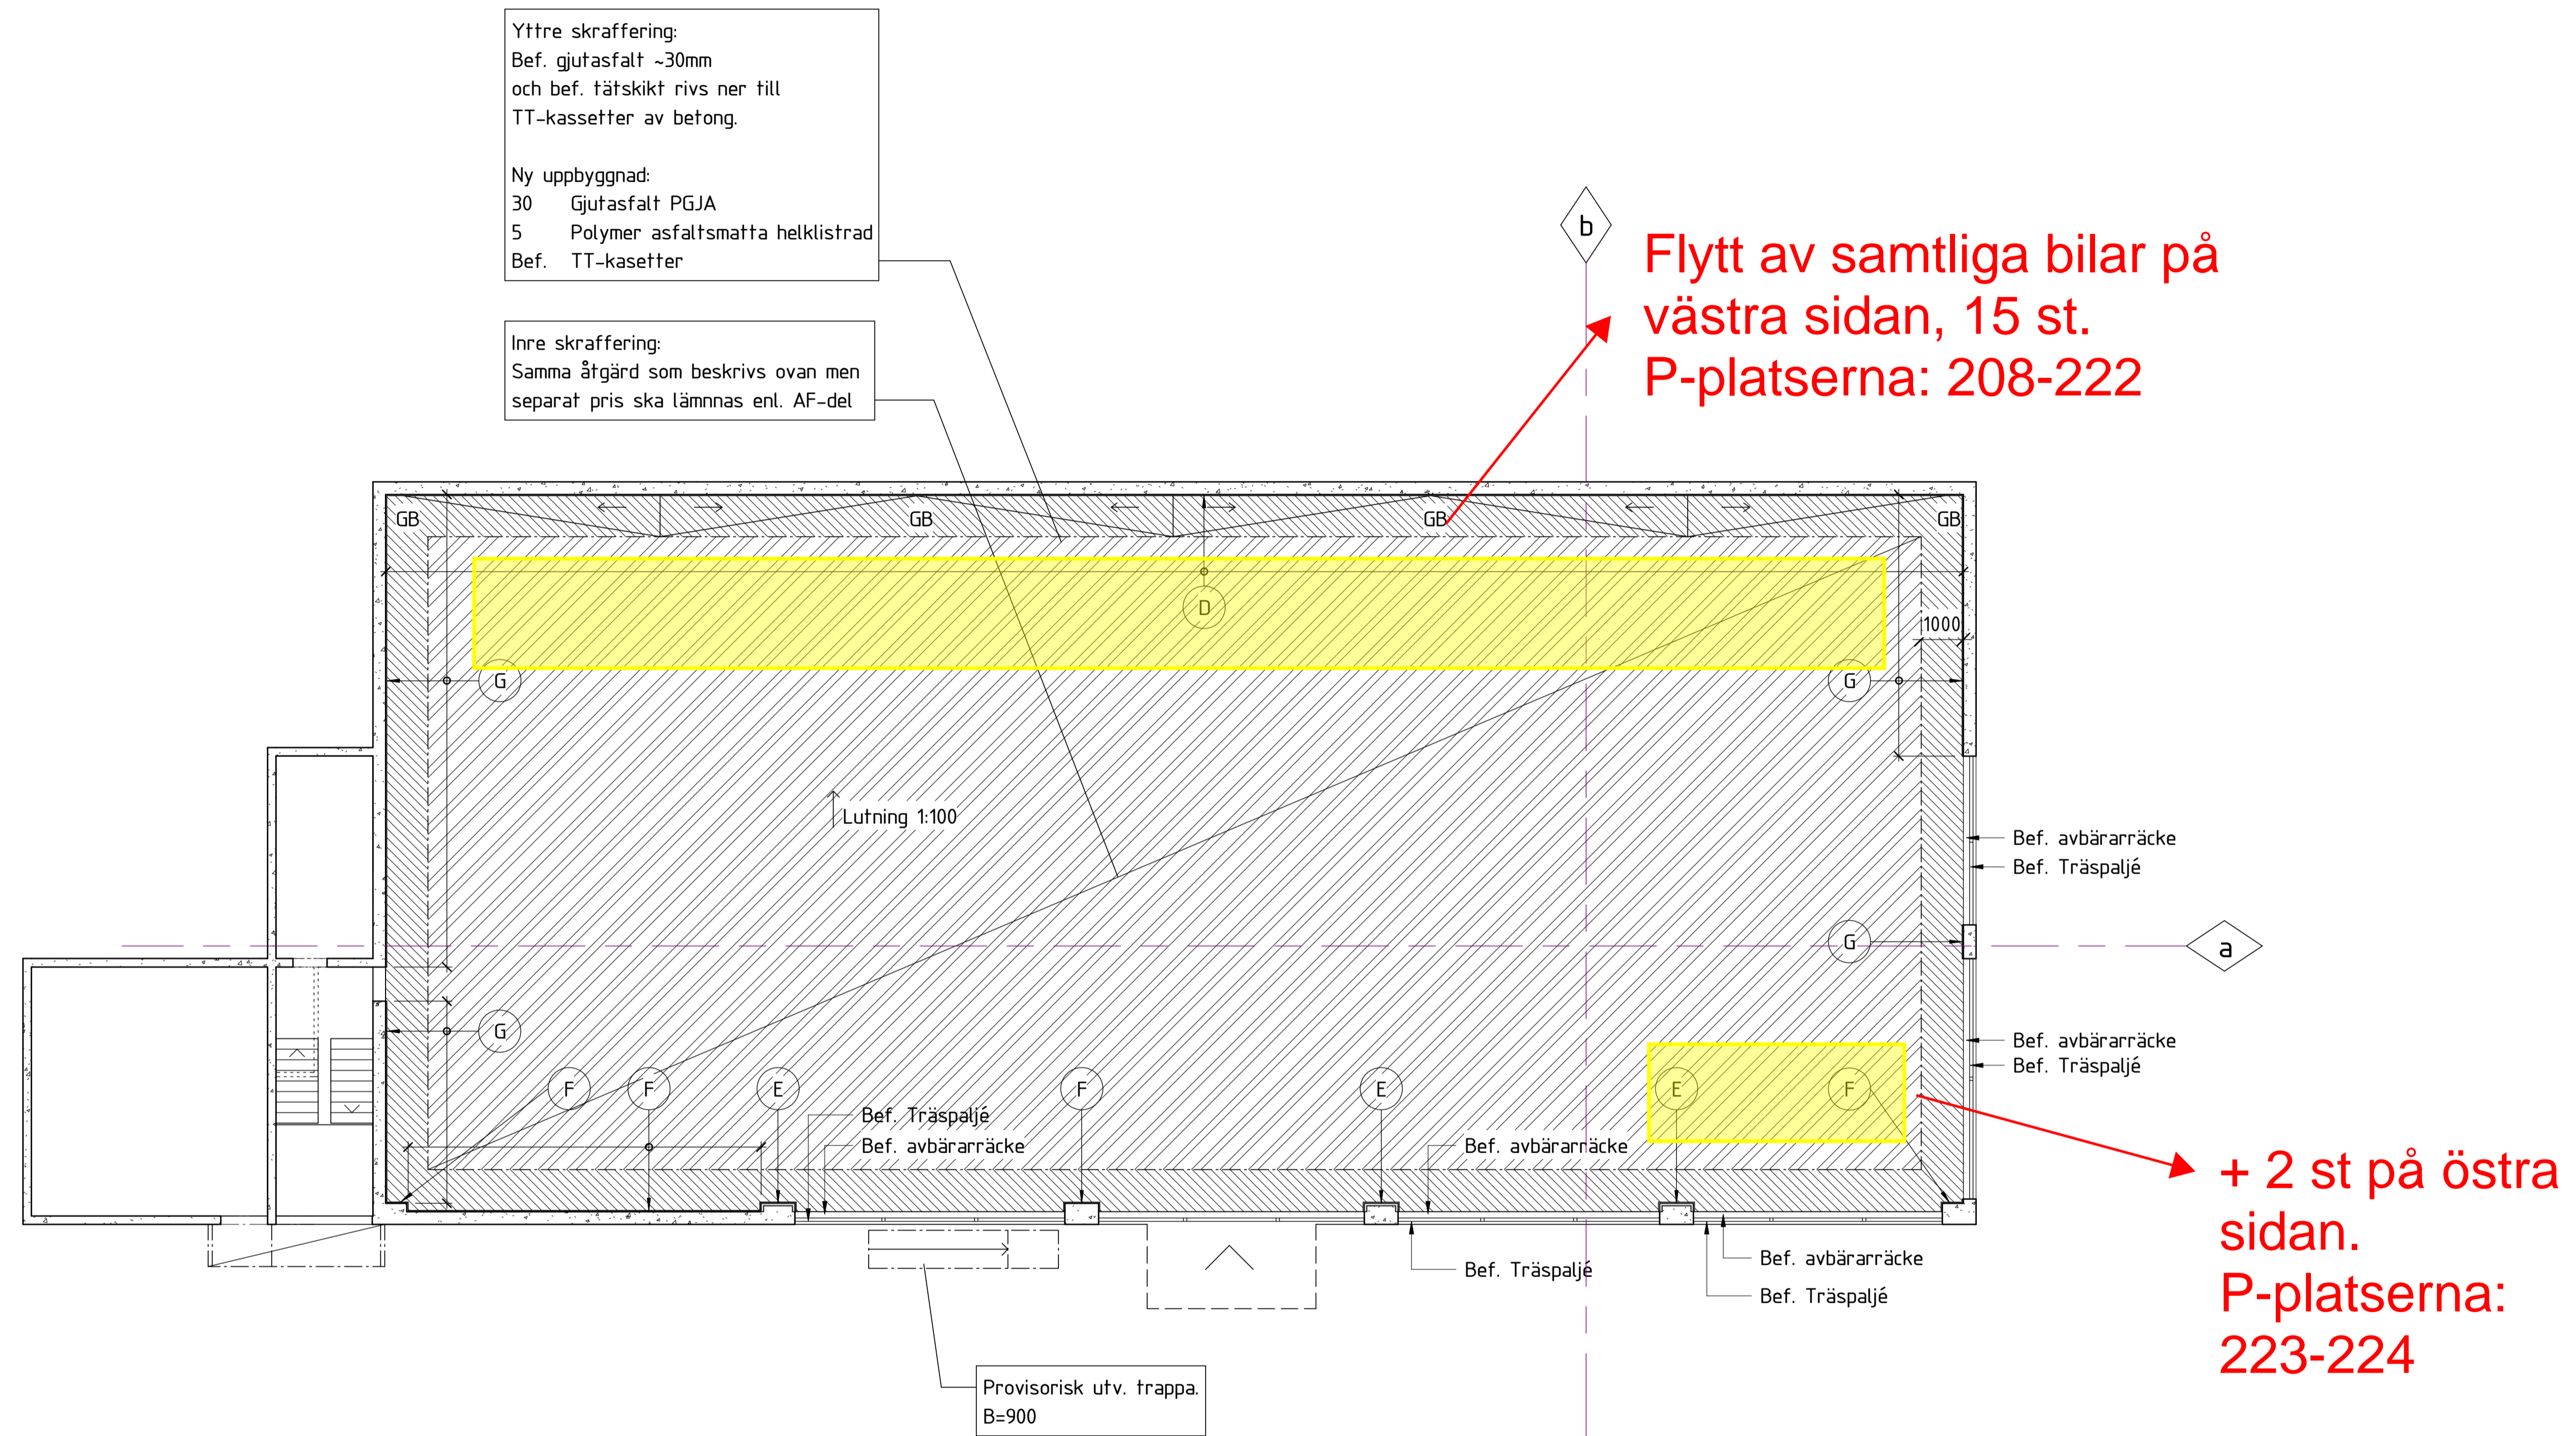 Yttre skraffering:
Bef. gjutasfalt ~30mm
och bef. tätskikt rivs ner till
TT-kassetter av betong.
Ny uppbyggnad:
30 Gjutasfalt PGJA
5 Polymer asfaltsmatta helklistrad
Bef. TT-kasetter
Inre skraffering:
Samma åtgärd som beskrivs ovan men
separat pris ska lämnnas enl. AF-del
b
Flytt av samtliga bilar på
västra sidan, 15 st.
P-platserna: 208-222
GB
GB
GB
GB
D
1000
G
G
Lutning 1:100
Bef. avbärarräcke
Bef. Träspaljé
G
a
G
Bef. avbärarräcke
Bef. Träspaljé
F
F
E
F
E
E
F
Bef. Träspaljé
Bef. avbärarräcke
Bef. avbärarräcke
+ 2 st på östra
sidan.
P-platserna:
223-224
Bef. Träspaljé
Bef. avbärarräcke
Bef. Träspaljé
Provisorisk utv. trappa.
B=900